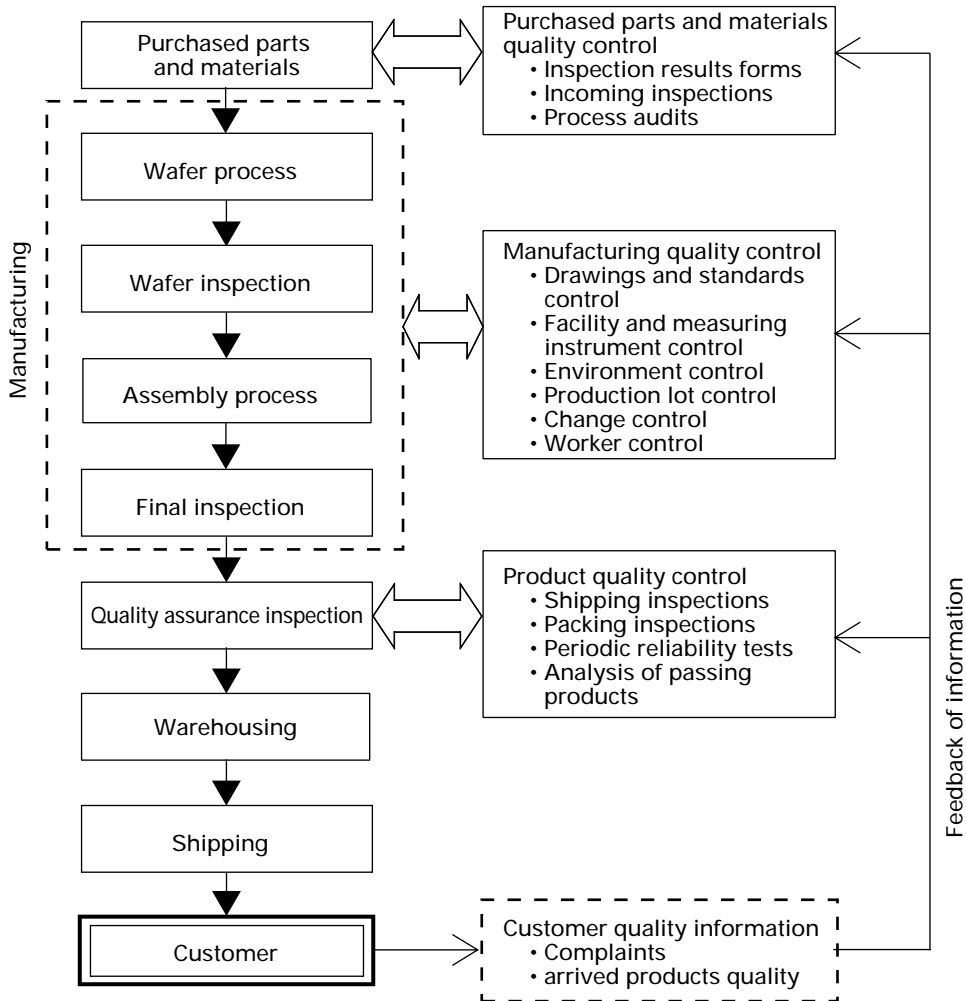 Purchased parts
and materials
Purchased parts and materials
quality control
・Inspection results forms
・Incoming inspections
・Process audits
Manufacturing
Wafer process
Wafer inspection
Assembly process
Final inspection
Manufacturing quality control
・Drawings and standards
control
・Facility and measuring
instrument control
・Environment control
・Production lot control
・Change control
・Worker control
Quality assurance inspection
Product quality control
・Shipping inspections
・Packing inspections
・Periodic reliability tests
・Analysis of passing
products
Warehousing
Shipping
Customer
Customer quality information
・Complaints
・arrived products quality
Feedback of information